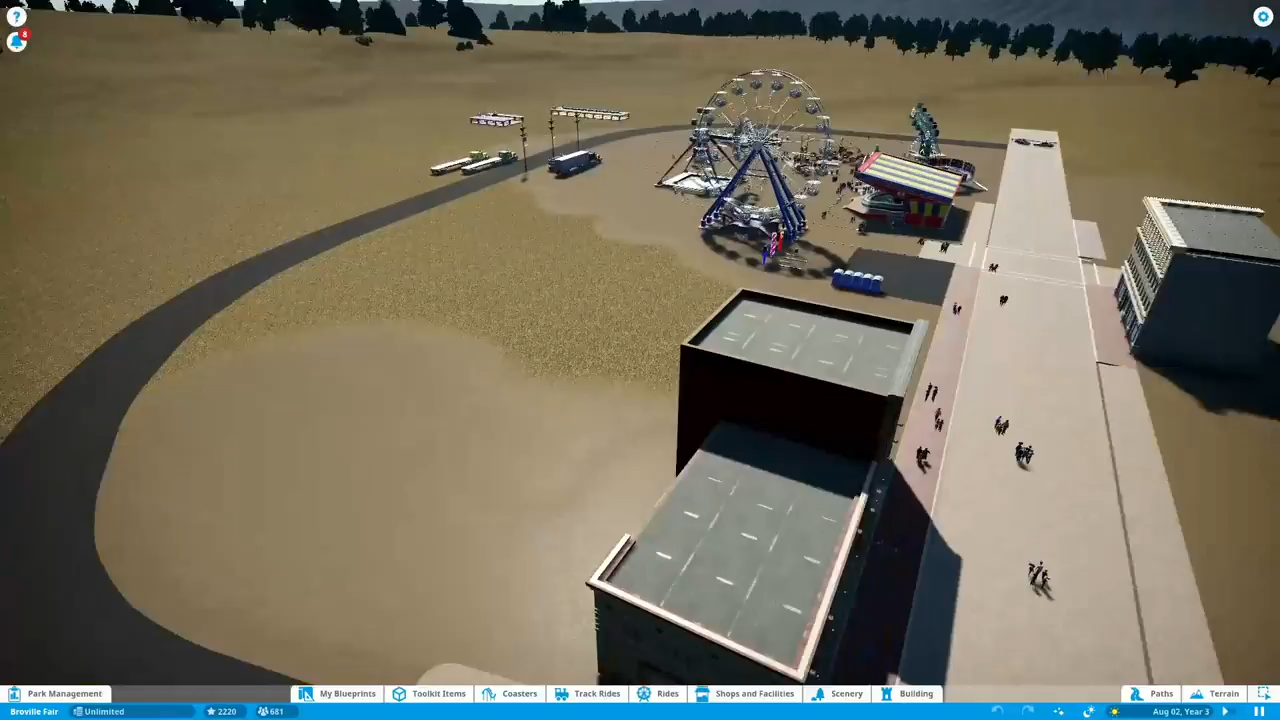 ?
8
Park Management
My Blueprints
Toolkit Items
Coasters
Track Rides
Rides
Shops and Facilities
Scenery
Building
Paths
Terrain
Broville Fair
Unlimited
2220
681
Aug 02, Year 3